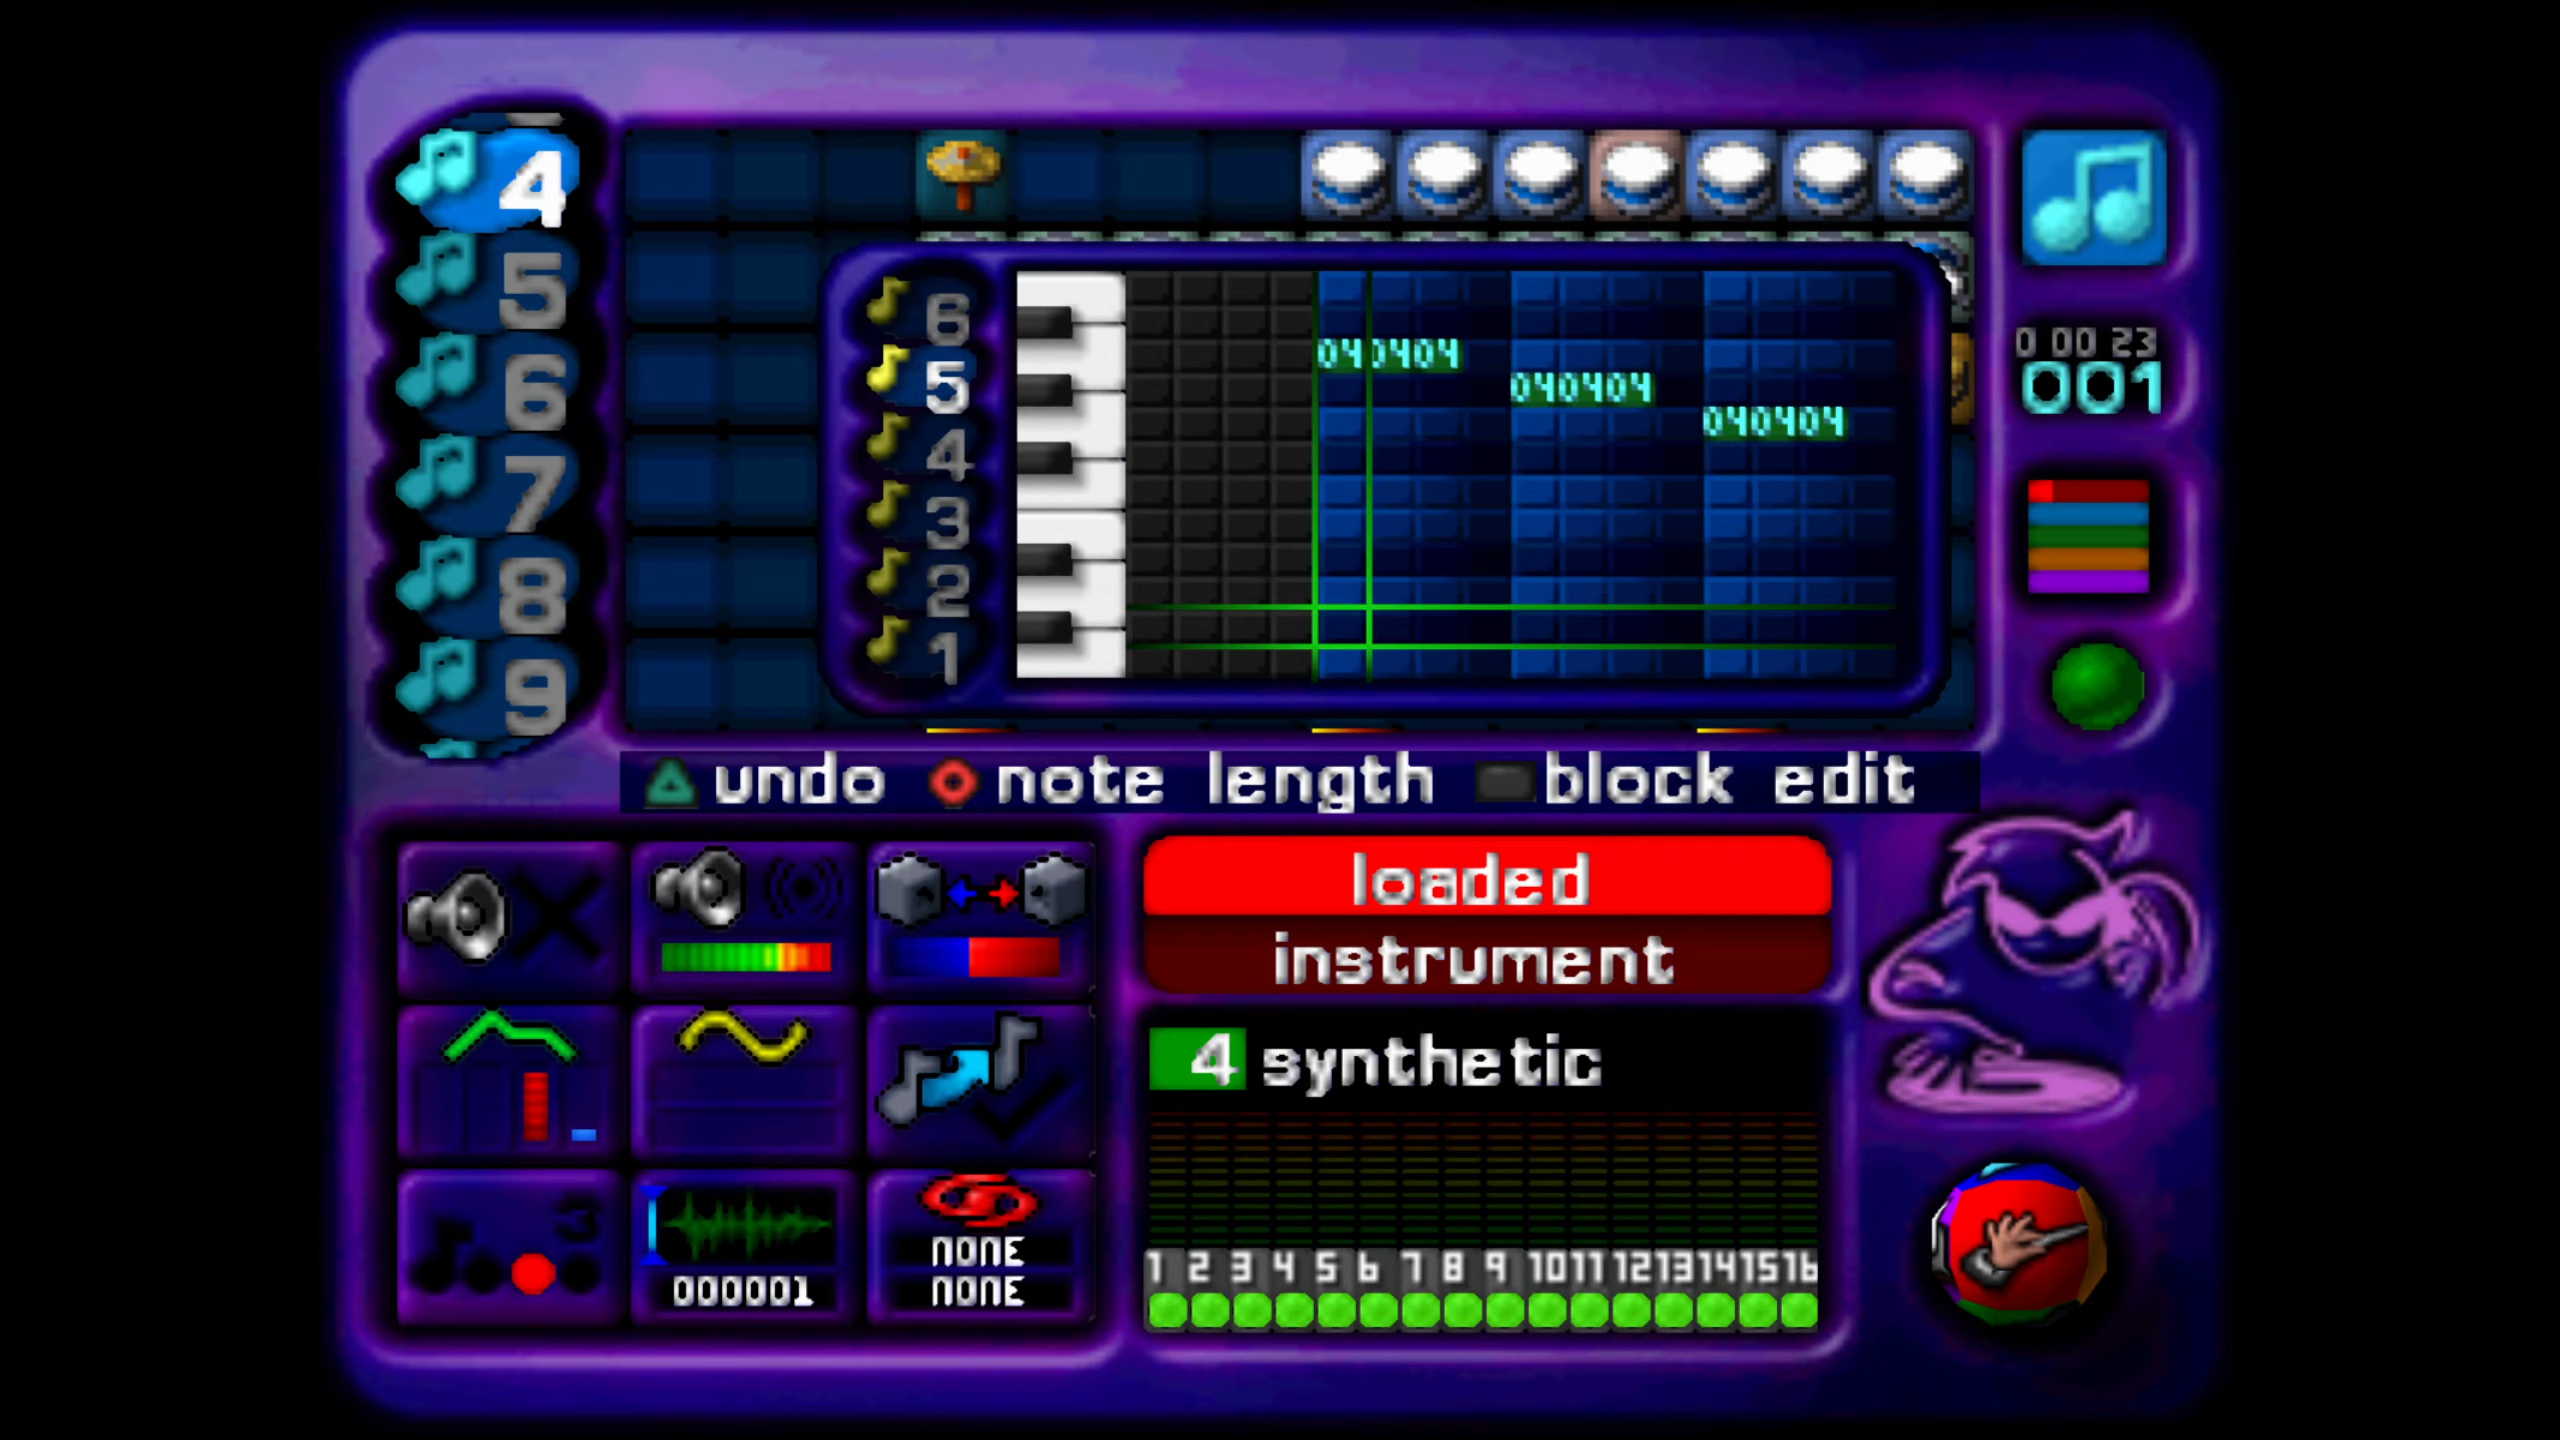 4
5
6
7
8
9
6
5
4
3
2
1
040404
040404
040404
0 00 23
001
undo note length block edit
loaded
instrument
4 synthetic
1 2 3 4 5 6 7 8 9 10 11 12 13 14 15 16
3
000001
NONE
NONE